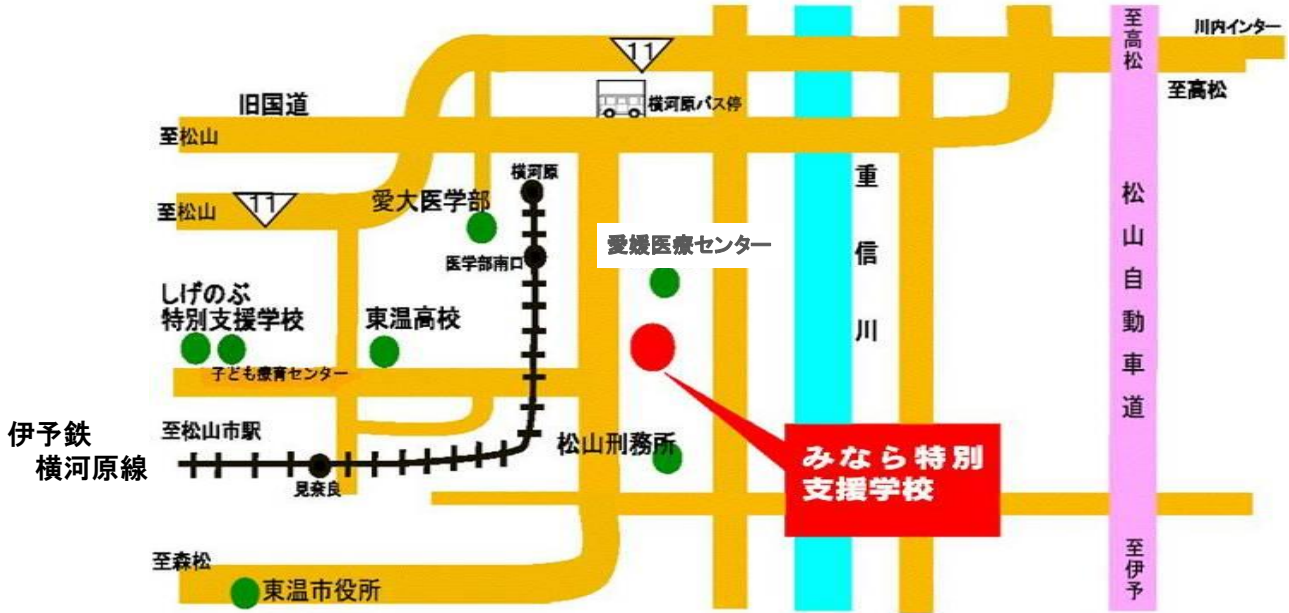 至高松
川内インター
11
至高松
旧国道
横河原バス停
至松山
横河原
重信川
松山自動車道
至松山
11
愛大医学部
愛媛医療センター
医学部南口
しげのぶ
特別支援学校
東温高校
子ども療育センター
伊予鉄
横河原線
至松山市駅
松山刑務所
みなら特別
支援学校
見奈良
至森松
東温市役所
至伊予